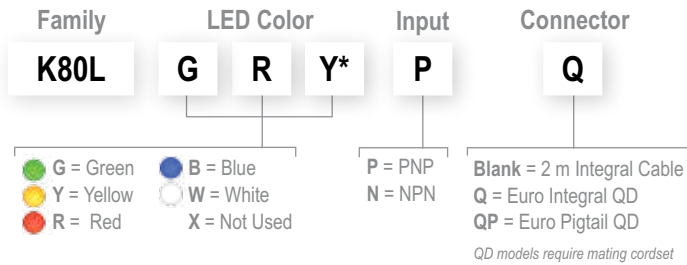 Family LED Color Input Connector
K80L G R Y* P Q
G = Green B = Blue P = PNP Blank = 2 m Integral Cable
Y = Yellow W = White N = NPN Q = Euro Integral QD
R = Red X = Not Used QP = Euro Pigtail QD
QD models require mating cordset